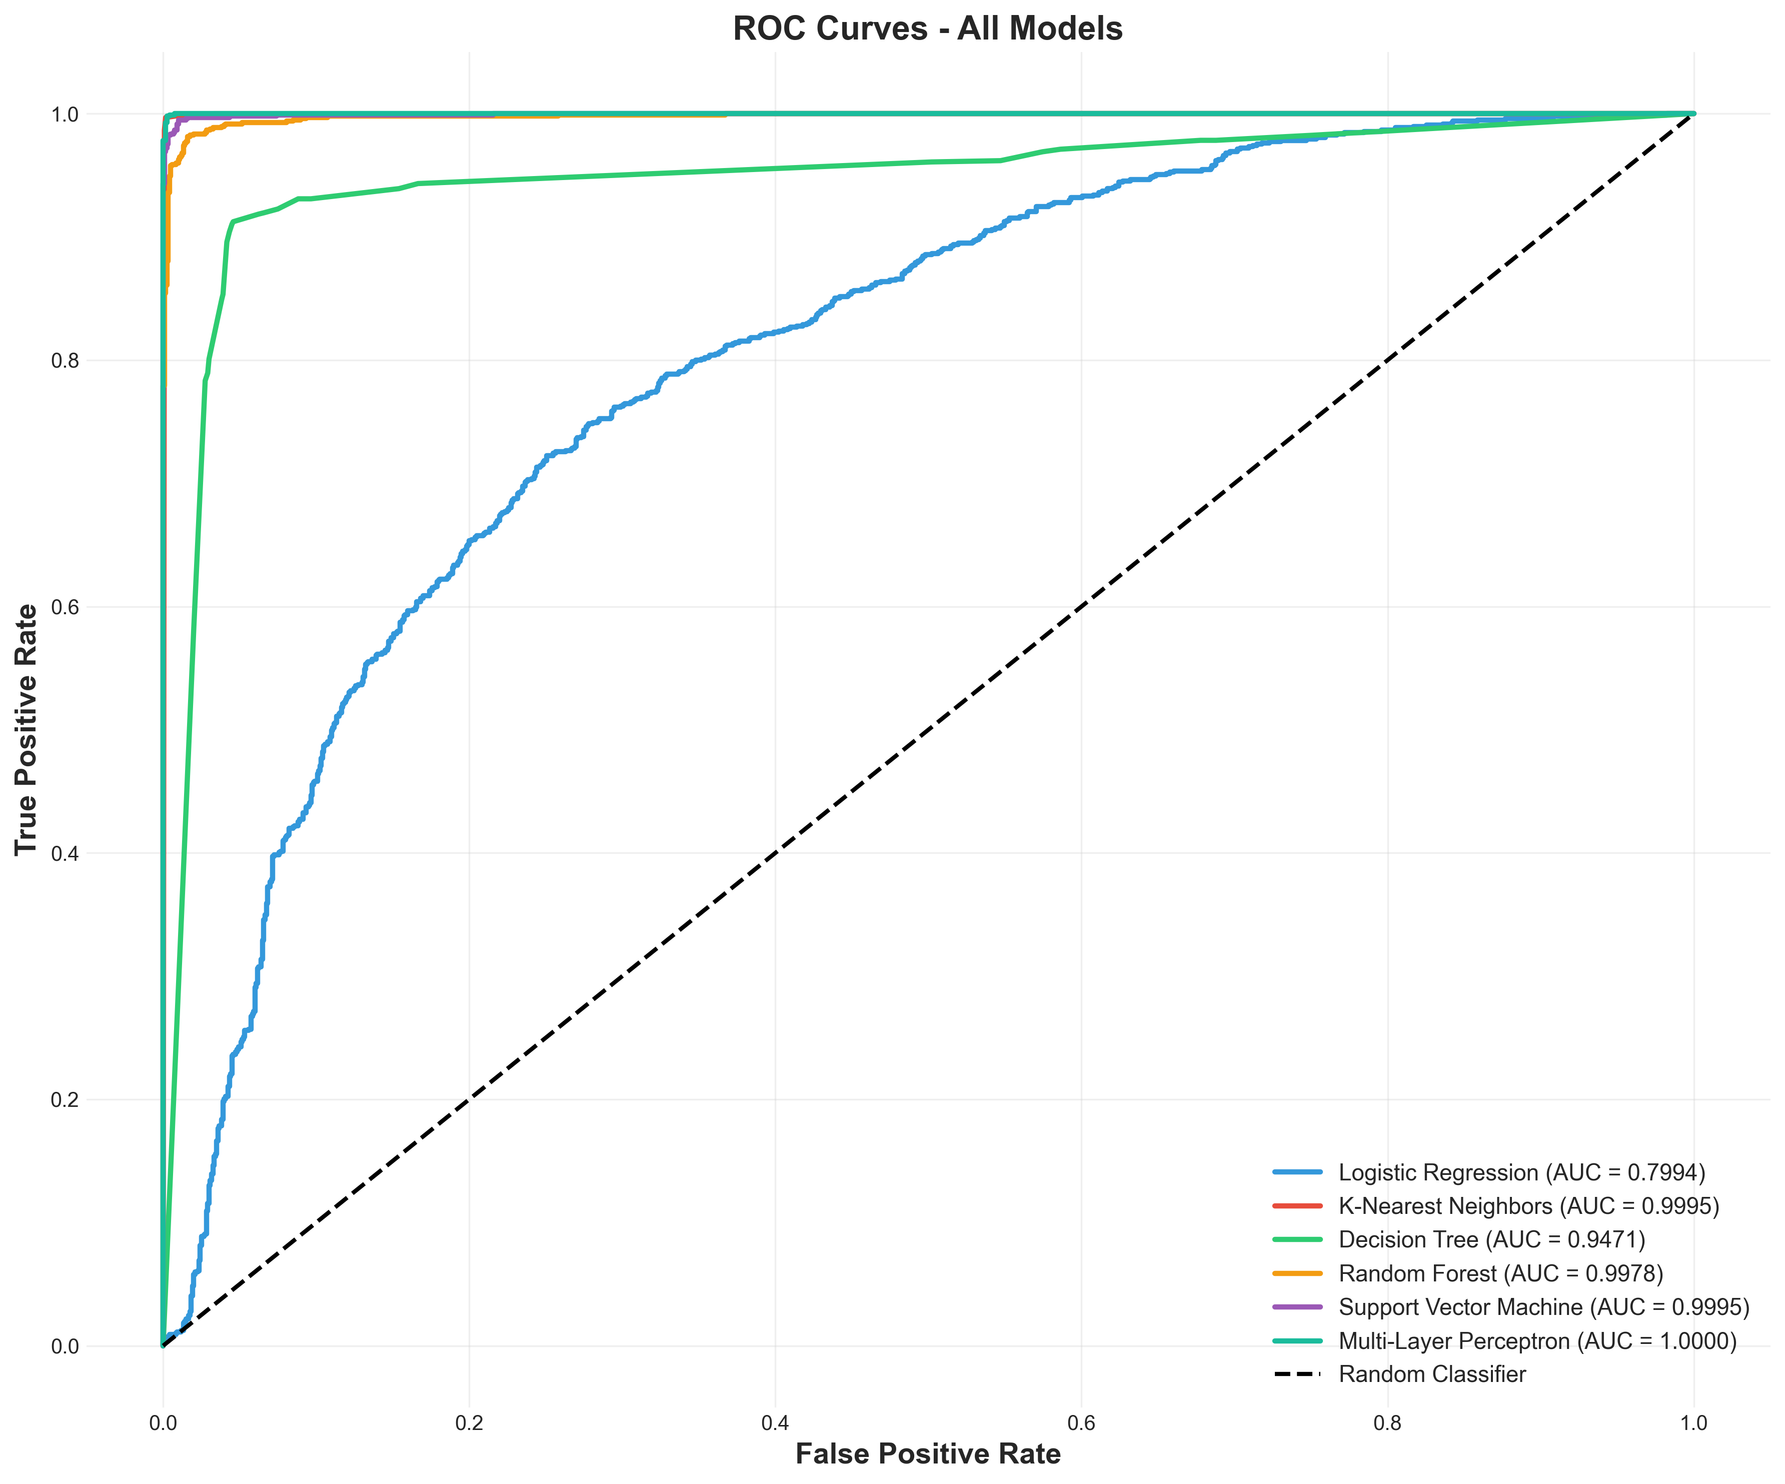 ROC Curves - All Models
True Positive Rate
1.0
0.8
0.6
0.4
0.2
0.0
0.0 0.2 0.4 0.6 0.8 1.0
False Positive Rate
Logistic Regression (AUC = 0.7994)
K-Nearest Neighbors (AUC = 0.9995)
Decision Tree (AUC = 0.9471)
Random Forest (AUC = 0.9978)
Support Vector Machine (AUC = 0.9995)
Multi-Layer Perceptron (AUC = 1.0000)
Random Classifier